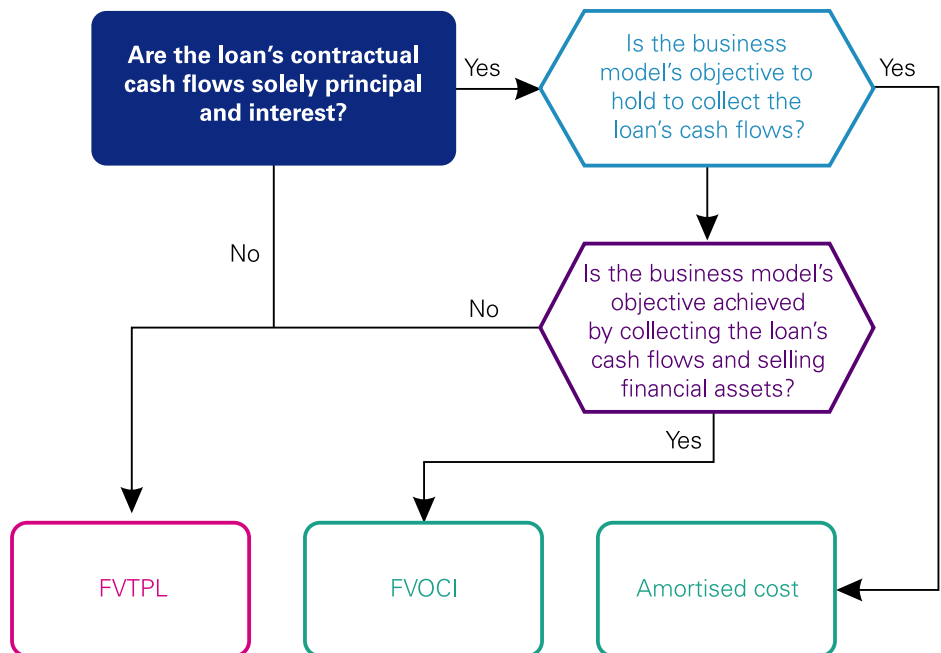 Are the loan's contractual
cash flows solely principal
and interest?
Yes
Is the business
model's objective to
hold to collect the
loan's cash flows?
Yes
No
No
Is the business model's
objective achieved
by collecting the loan's
cash flows and selling
financial assets?
Yes
FVTPL
FVOCI
Amortised cost